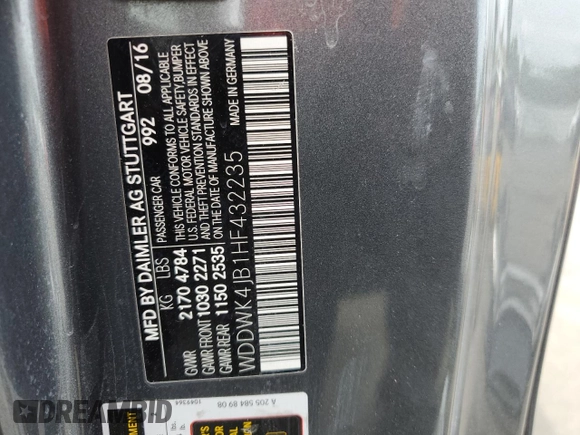 MFD BY DAIMLER AG STUTTGART
PASSENGER CAR 992 08/16
KG LBS
GVWR 2170 4784
GAWR FRONT 1030 2271
GAWR REAR 1150 2535
THIS VEHICLE CONFORMS TO ALL APPLICABLE
U.S. FEDERAL MOTOR VEHICLE SAFETY, BUMPER
AND THEFT PREVENTION STANDARDS IN EFFECT
ON THE DATE OF MANUFACTURE SHOWN ABOVE
MADE IN GERMANY
WDDWK4JB1HF432235
A 205 584 89 08
DREAMBID